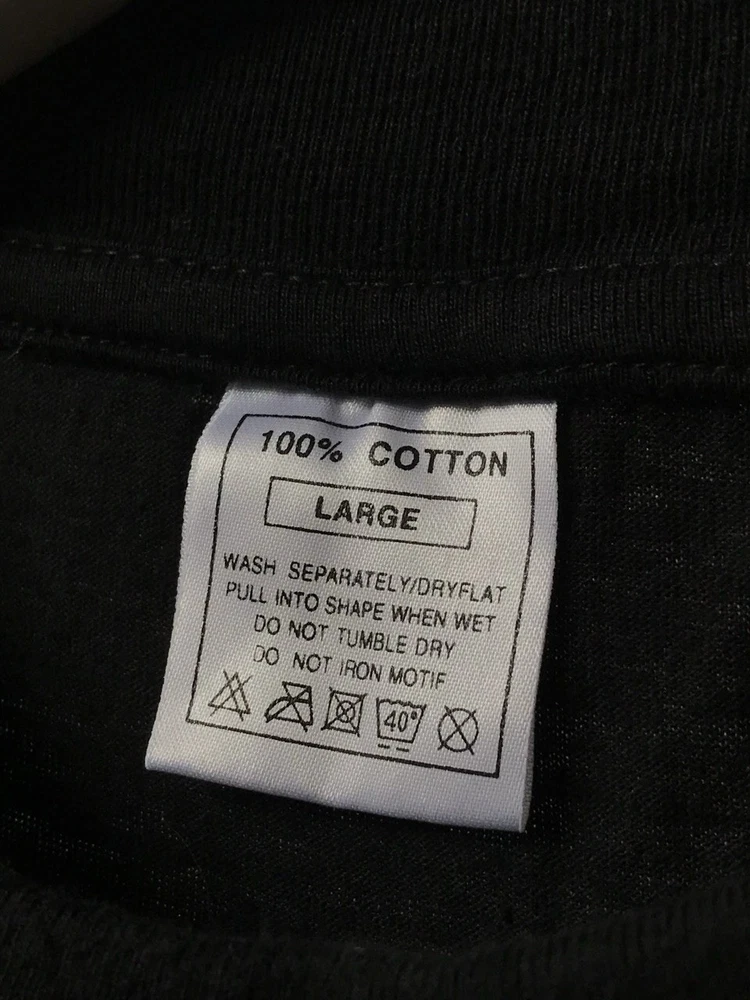 100% COTTON
LARGE
WASH SEPARATELY/DRYFLAT
PULL INTO SHAPE WHEN WET
DO NOT TUMBLE DRY
DO NOT IRON MOTIF
40°